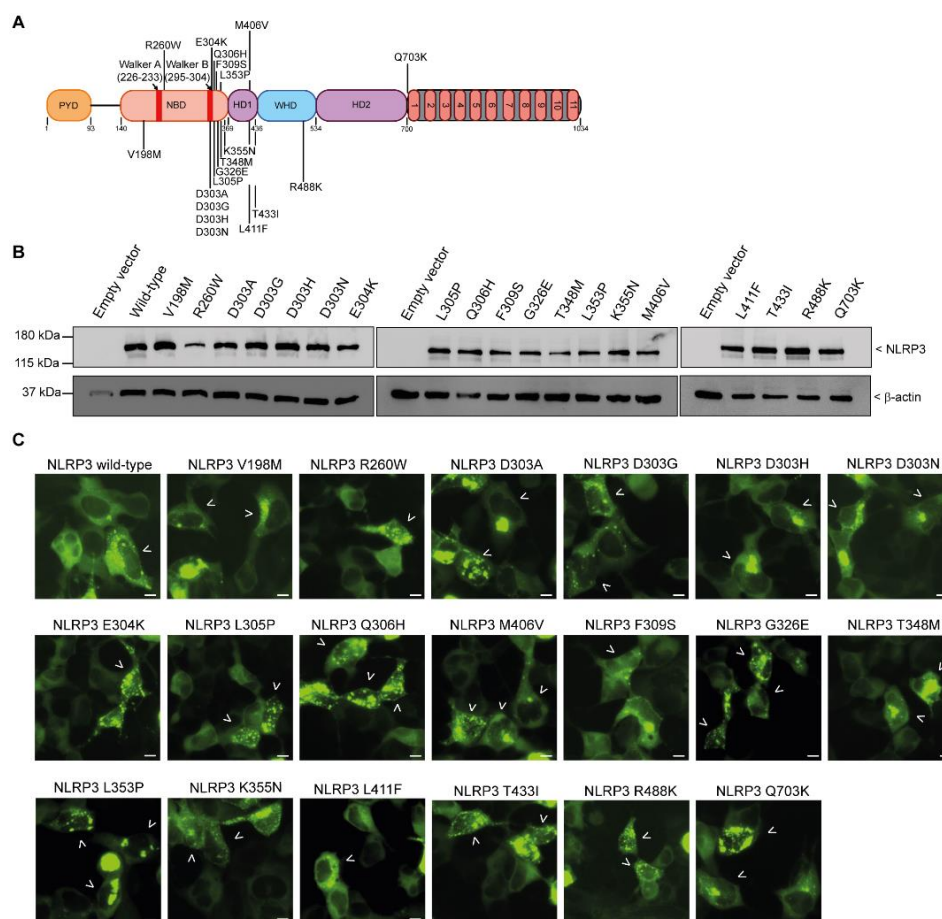 A
M406V
R260W
E304K
Q306H
F309S
L353P
Q703K
Walker A
(226-233)
Walker B
(295-304)
PYD
NBD
HD1
WHD
HD2
1 2 3 4 5 6 7 8 9 10 11
1 93 140 269 436 534 700 1034
V198M
K355N
T348M
G326E
L305P
R488K
D303A
D303G
D303H
D303N
T433I
L411F
B
Empty vector
Wild-type
V198M
R260W
D303A
D303G
D303H
D303N
E304K
Empty vector
L305P
Q306H
F309S
G326E
T348M
L353P
K355N
M406V
Empty vector
L411F
T433I
R488K
Q703K
180 kDa
115 kDa
< NLRP3
37 kDa
< β-actin
C
NLRP3 wild-type NLRP3 V198M NLRP3 R260W NLRP3 D303A NLRP3 D303G NLRP3 D303H NLRP3 D303N
NLRP3 E304K NLRP3 L305P NLRP3 Q306H NLRP3 M406V NLRP3 F309S NLRP3 G326E NLRP3 T348M
NLRP3 L353P NLRP3 K355N NLRP3 L411F NLRP3 T433I NLRP3 R488K NLRP3 Q703K